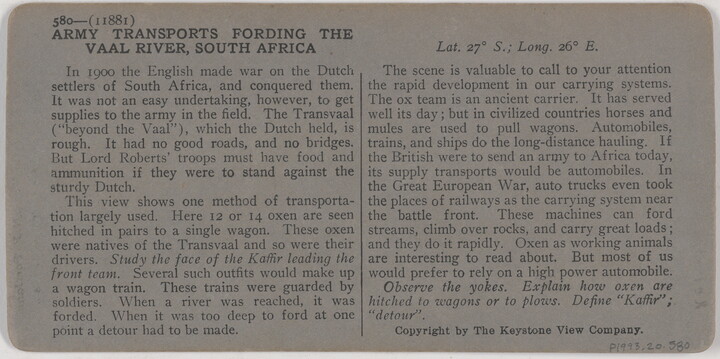 580—(11881)
ARMY TRANSPORTS FORDING THE
VAAL RIVER, SOUTH AFRICA
In 1900 the English made war on the Dutch
settlers of South Africa, and conquered them.
It was not an easy undertaking, however, to get
supplies to the army in the field. The Transvaal
("beyond the Vaal"), which the Dutch held, is
rough. It had no good roads, and no bridges.
But Lord Roberts' troops must have food and
ammunition if they were to stand against the
sturdy Dutch.
This view shows one method of transporta-
tion largely used. Here 12 or 14 oxen are seen
hitched in pairs to a single wagon. These oxen
were natives of the Transvaal and so were their
drivers. Study the face of the Kaffir leading the
front team. Several such outfits would make up
a wagon train. These trains were guarded by
soldiers. When a river was reached, it was
forded. When it was too deep to ford at one
point a detour had to be made.
Lat. 27° S.; Long. 26° E.
The scene is valuable to call to your attention
the rapid development in our carrying systems.
The ox team is an ancient carrier. It has served
well its day; but in civilized countries horses and
mules are used to pull wagons. Automobiles,
trains, and ships do the long-distance hauling. If
the British were to send an army to Africa today,
its supply transports would be automobiles. In
the Great European War, auto trucks even took
the places of railways as the carrying system near
the battle front. These machines can ford
streams, climb over rocks, and carry great loads;
and they do it rapidly. Oxen as working animals
are interesting to read about. But most of us
would prefer to rely on a high power automobile.
Observe the yokes. Explain how oxen are
hitched to wagons or to plows. Define "Kaffir";
"detour".
Copyright by The Keystone View Company.
P1993.20.580